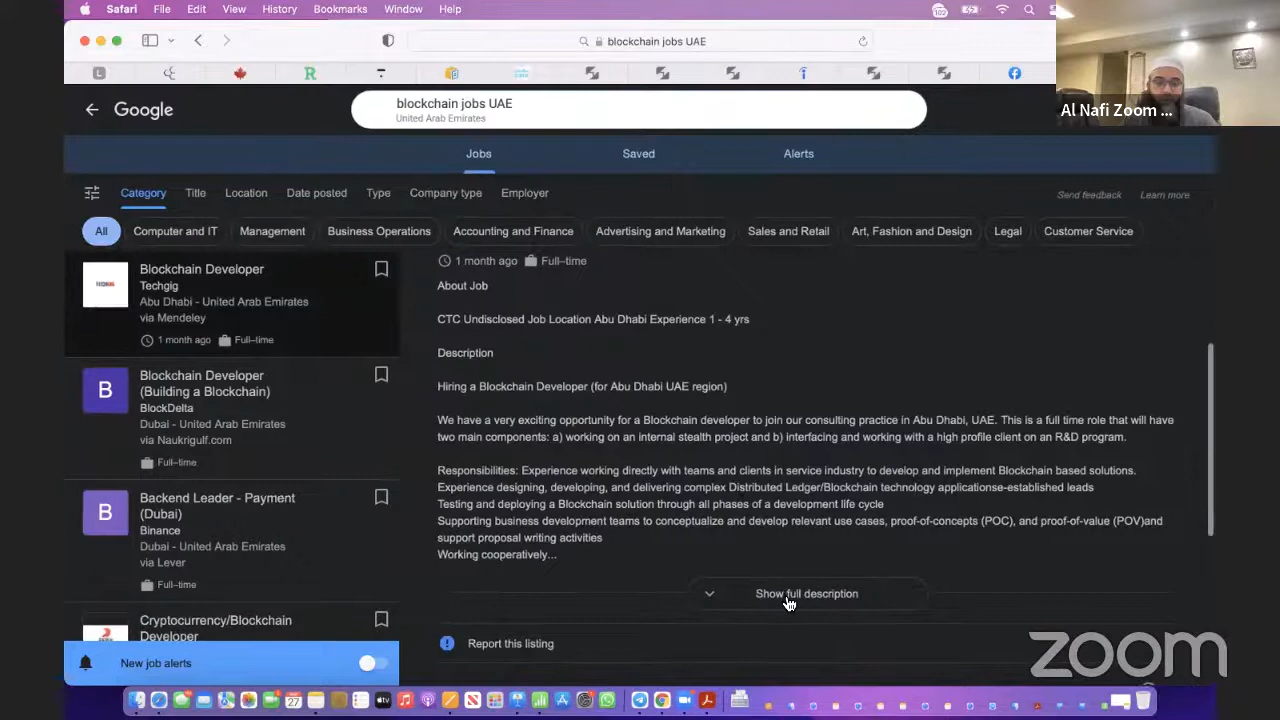 Safari File Edit View History Bookmarks Window Help
blockchain jobs UAE
Google
blockchain jobs UAE
United Arab Emirates
Al Nafi Zoom ...
Jobs Saved Alerts
Category Title Location Date posted Type Company type Employer
Send feedback Learn more
All Computer and IT Management Business Operations Accounting and Finance Advertising and Marketing Sales and Retail Art, Fashion and Design Legal Customer Service
Blockchain Developer
Techgig
Abu Dhabi - United Arab Emirates
via Mendeley
1 month ago Full-time
B
Blockchain Developer
(Building a Blockchain)
BlockDelta
Dubai - United Arab Emirates
via Naukrigulf.com
Full-time
B
Backend Leader - Payment
(Dubai)
Binance
Dubai - United Arab Emirates
via Lever
Full-time
Cryptocurrency/Blockchain
Developer
New job alerts
1 month ago Full-time
About Job
CTC Undisclosed Job Location Abu Dhabi Experience 1 - 4 yrs
Description
Hiring a Blockchain Developer (for Abu Dhabi UAE region)
We have a very exciting opportunity for a Blockchain developer to join our consulting practice in Abu Dhabi, UAE. This is a full time role that will have
two main components: a) working on an internal stealth project and b) interfacing and working with a high profile client on an R&D program.
Responsibilities: Experience working directly with teams and clients in service industry to develop and implement Blockchain based solutions.
Experience designing, developing, and delivering complex Distributed Ledger/Blockchain technology applicationse-established leads
Testing and deploying a Blockchain solution through all phases of a development life cycle
Supporting business development teams to conceptualize and develop relevant use cases, proof-of-concepts (POC), and proof-of-value (POV)and
support proposal writing activities
Working cooperatively...
Show full description
Report this listing
zoom